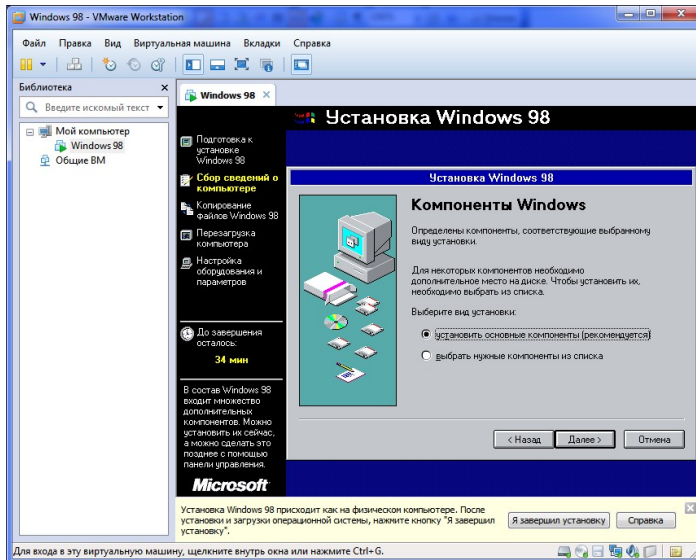 Windows 98 - VMware Workstation
Файл Правка Вид Виртуальная машина Вкладки Справка
Библиотека
Введите искомый текст
Мой компьютер
Windows 98
Общие ВМ
Windows 98
Установка Windows 98
Подготовка к
установке
Windows 98
Сбор сведений о
компьютере
Копирование
файлов Windows 98
Перезагрузка
компьютера
Настройка
оборудования и
параметров
До завершения
осталось:
34 мин
В состав Windows 98
входит множество
дополнительных
компонентов. Можно
установить их сейчас,
а можно сделать это
позднее с помощью
панели управления.
Microsoft
Установка Windows 98
Компоненты Windows
Определены компоненты, соответствующие выбранному
виду установки.
Для некоторых компонентов необходимо
дополнительное место на диске. Чтобы установить их,
необходимо выбрать из списка.
Выберите вид установки:
установить основные компоненты (рекомендуется)
выбрать нужные компоненты из списка
< Назад Далее > Отмена
Установка Windows 98 присходит как на физическом компьютере. После
установки и загрузки операционной системы, нажмите кнопку "Я завершил
установку".
Я завершил установку Справка
Для входа в эту виртуальную машину, щелкните внутрь окна или нажмите Ctrl+G.